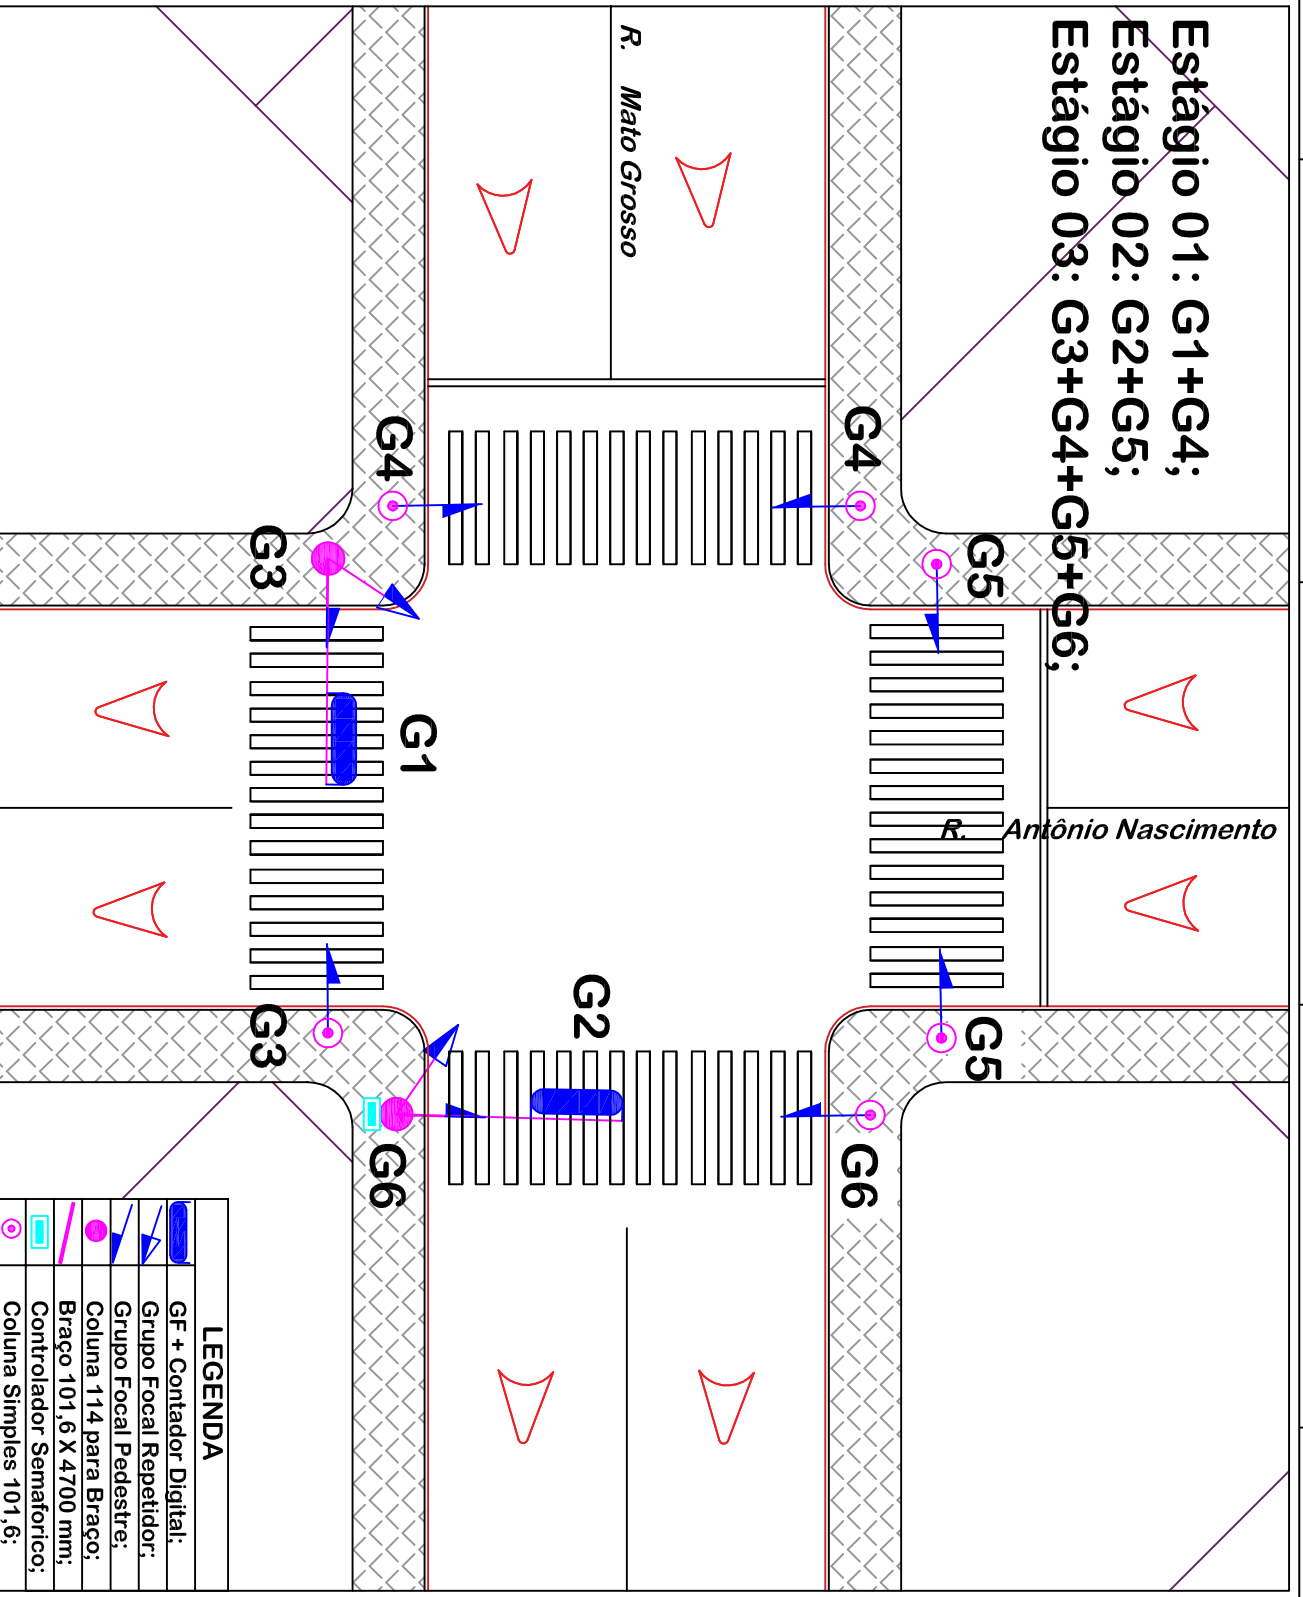 Estágio 01: G1+G4;
Estágio 02: G2+G5;
Estágio 03: G3+G4+G5+G6;
R. Mato Grosso
G4
G4
G5
G3
G1
R. Antônio Nascimento
G2
G5
G3
G6
G6
LEGENDA
GF + Contador Digital;
Grupo Focal Repetidor;
Grupo Focal Pedestre;
Coluna 114 para Braço;
Braço 101,6 X 4700 mm;
Controlador Semaforico;
Coluna Simples 101,6;